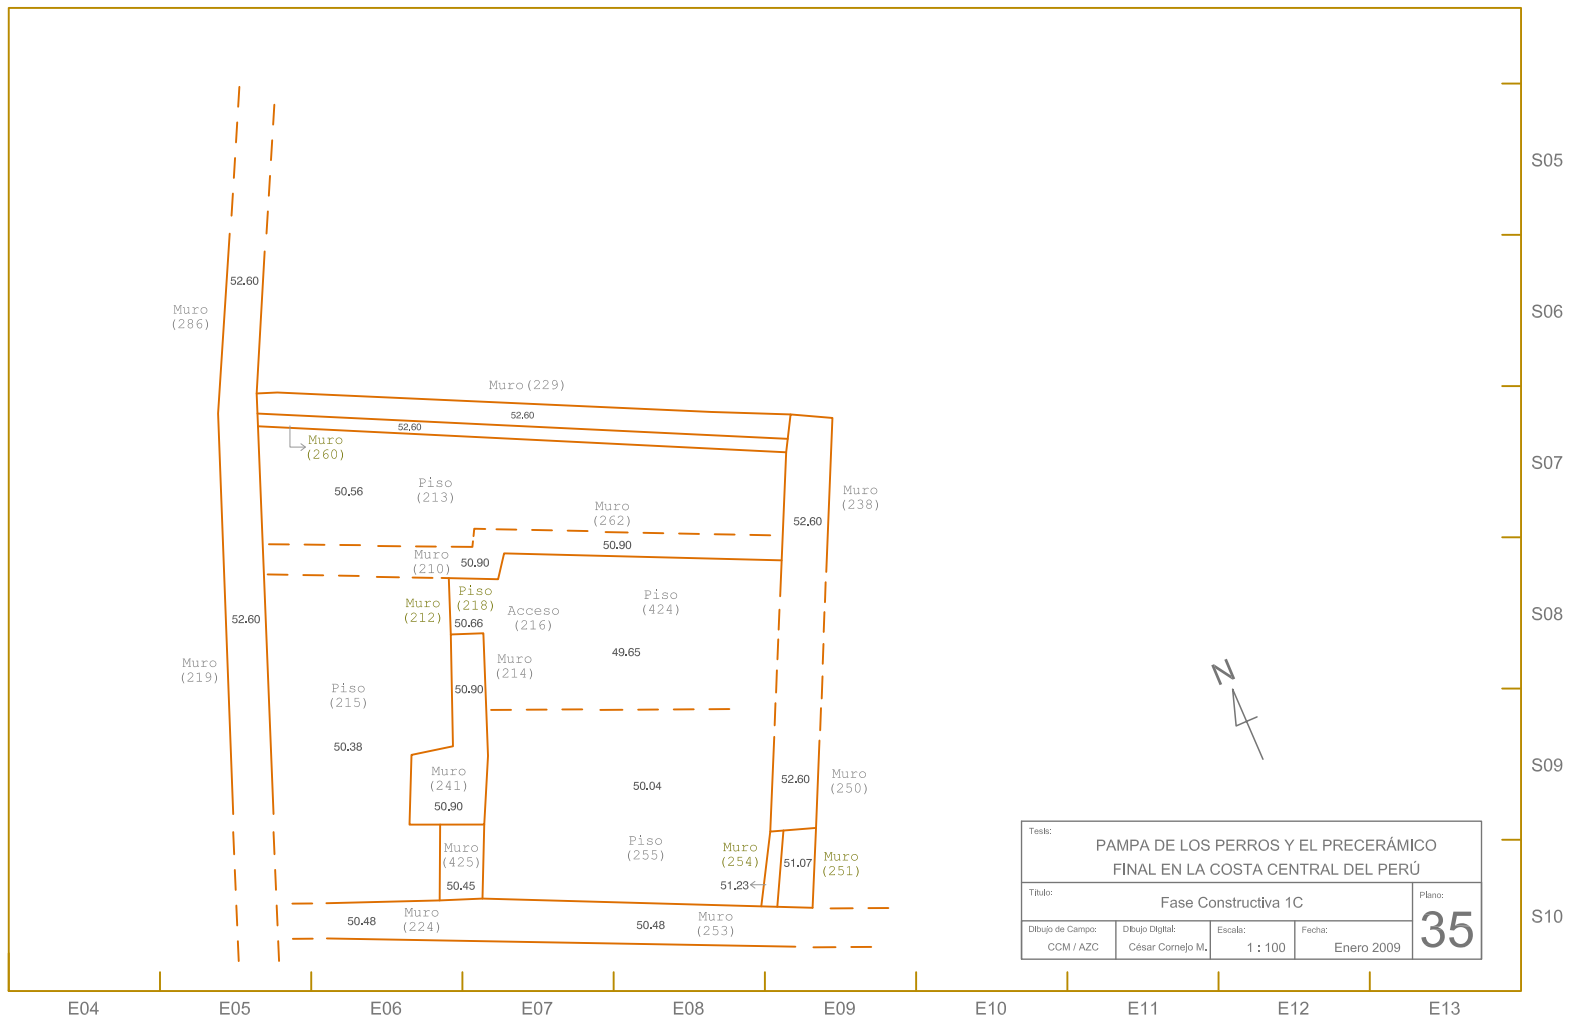 S05
52.60
Muro
(286)
S06
Muro(229)
52.60
52.60
Muro
(260)
S07
50.56
Piso
(213)
Muro
(262)
Muro
(238)
52.60
50.90
Muro
(210)
50.90
Piso
(218)
Muro
(212)
50.66
Acceso
(216)
Piso
(424)
S08
52.60
49.65
Muro
(219)
Muro
(214)
Piso
(215)
50.90
N
50.38
S09
Muro
(241)
50.90
50.04
52.60
Muro
(250)
Muro
(425)
50.45
Piso
(255)
Muro
(254)
51.23
51.07
Muro
(251)
50.48
Muro
(224)
50.48
Muro
(253)
S10
Tesis:
PAMPA DE LOS PERROS Y EL PRECERÁMICO
FINAL EN LA COSTA CENTRAL DEL PERÚ
Título:
Fase Constructiva 1C
Plano:
35
Dibujo de Campo:
CCM / AZC
Dibujo Digital:
César Cornejo M.
Escala:
1 : 100
Fecha:
Enero 2009
E04 E05 E06 E07 E08 E09 E10 E11 E12 E13